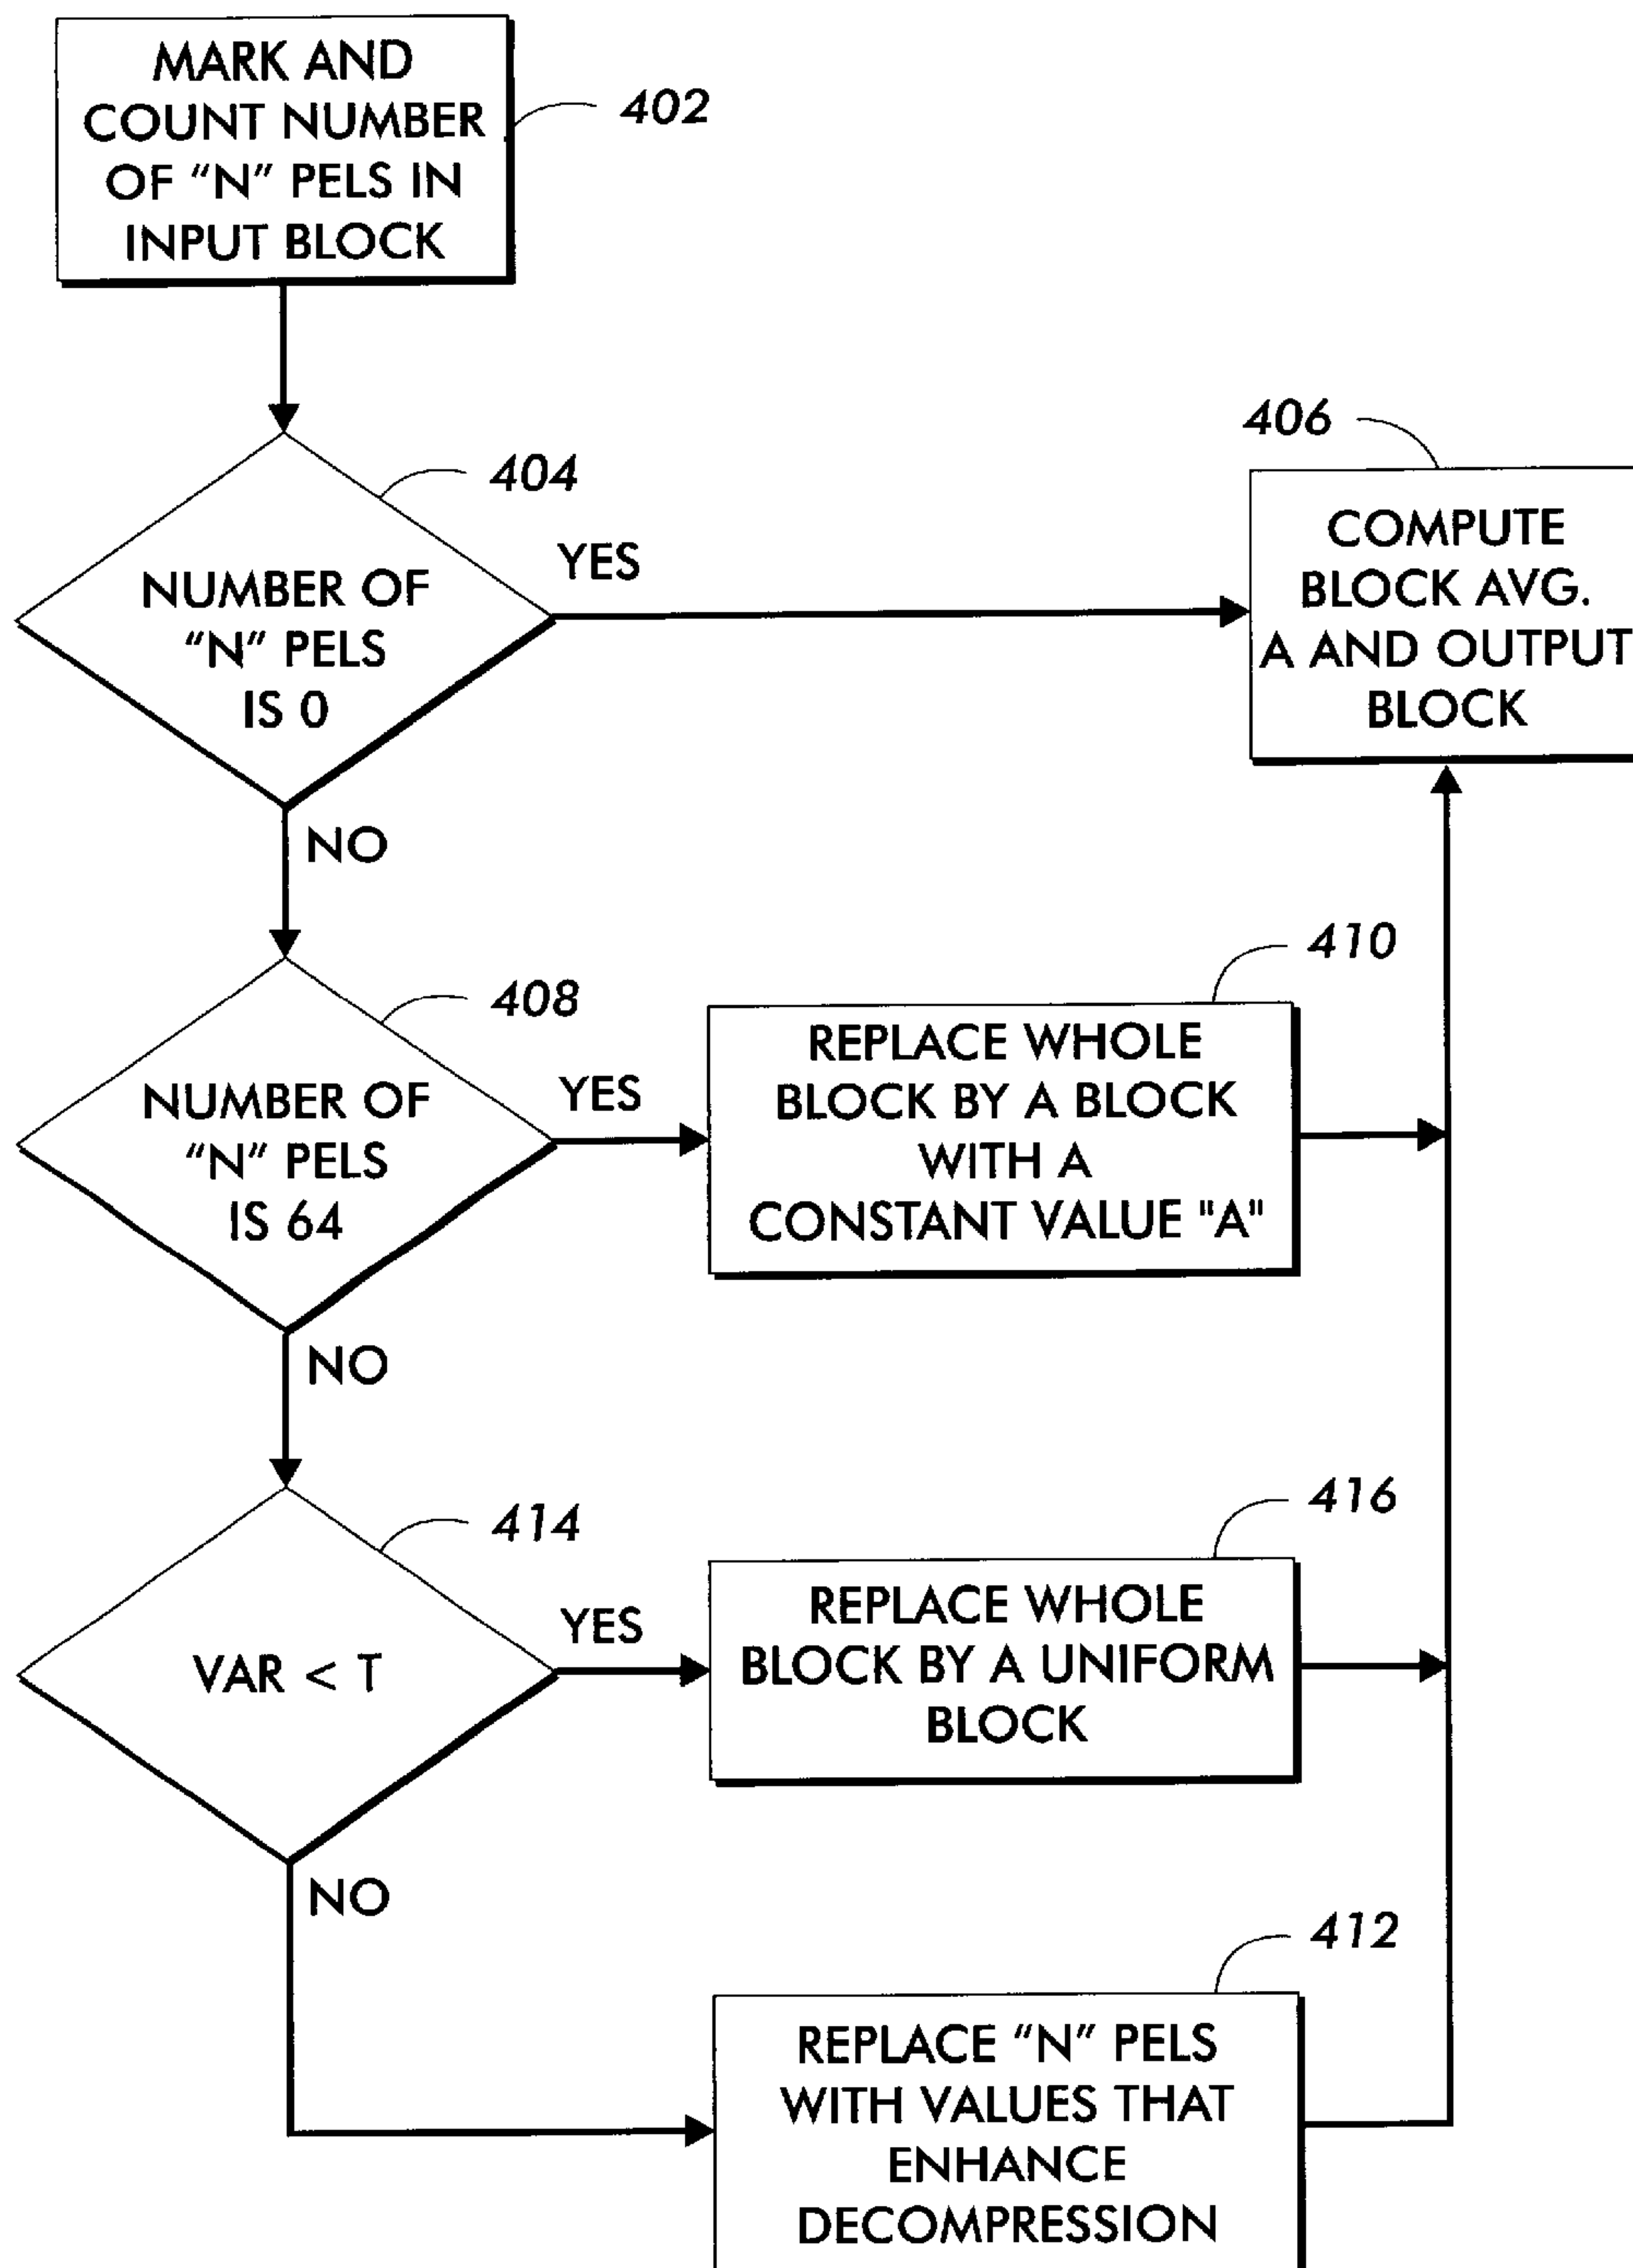 MARK AND
COUNT NUMBER
OF “N” PELS IN
INPUT BLOCK
402
404
NUMBER OF
“N” PELS
IS 0
YES
NO
406
COMPUTE
BLOCK AVG.
A AND OUTPUT
BLOCK
408
NUMBER OF
“N” PELS
IS 64
YES
NO
410
REPLACE WHOLE
BLOCK BY A BLOCK
WITH A
CONSTANT VALUE "A"
414
VAR < T
YES
NO
416
REPLACE WHOLE
BLOCK BY A UNIFORM
BLOCK
412
REPLACE “N” PELS
WITH VALUES THAT
ENHANCE
DECOMPRESSION